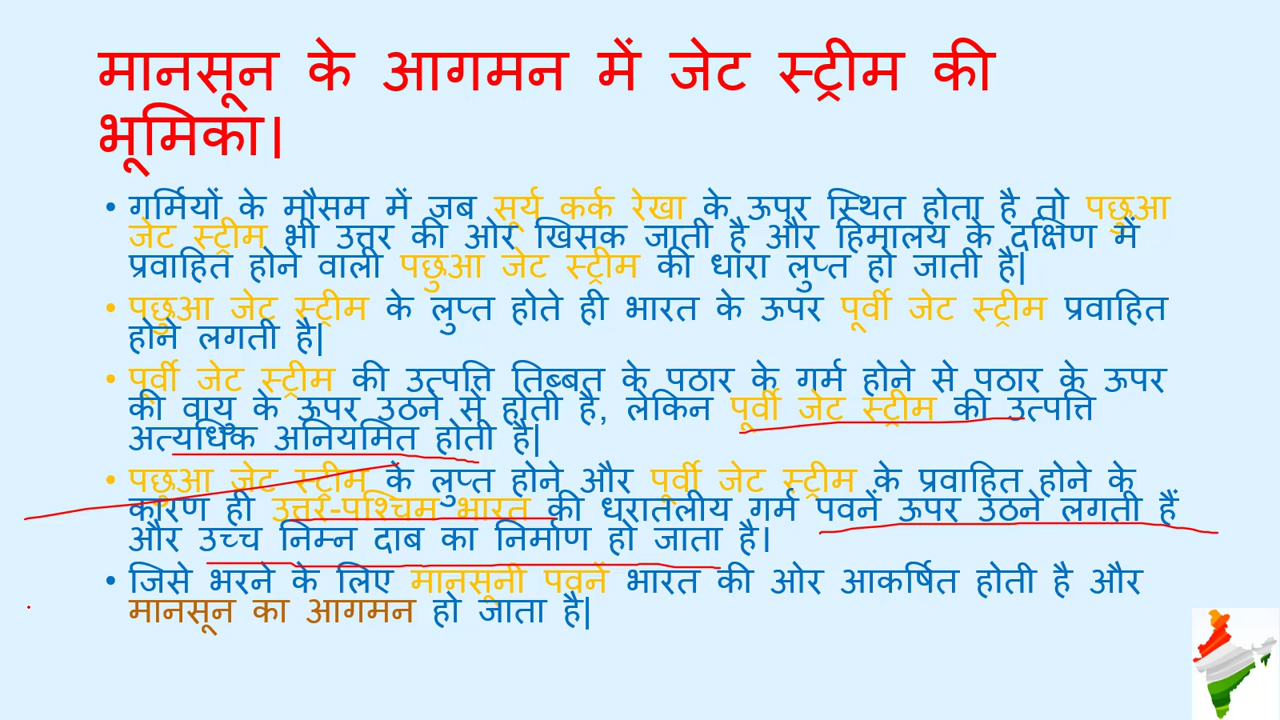 मानसून के आगमन में जेट स्ट्रीम की
भूमिका।
• गर्मियों के मौसम में जब सूर्य कर्क रेखा के ऊपर स्थित होता है तो पछुआ
जेट स्ट्रीम भी उत्तर की ओर खिसक जाती है और हिमालय के दक्षिण में
प्रवाहित होने वाली पछुआ जेट स्ट्रीम की धारा लुप्त हो जाती है|
• पछुआ जेट स्ट्रीम के लुप्त होते ही भारत के ऊपर पूर्वी जेट स्ट्रीम प्रवाहित
होने लगती है|
• पूर्वी जेट स्ट्रीम की उत्पत्ति तिब्बत के पठार के गर्म होने से पठार के ऊपर
की वायु के ऊपर उठने से होती है, लेकिन पूर्वी जेट स्ट्रीम की उत्पत्ति
अत्यधिक अनियमित होती है|
• पछुआ जेट स्ट्रीम के लुप्त होने और पूर्वी जेट स्ट्रीम के प्रवाहित होने के
कारण ही उत्तर-पश्चिम भारत की धरातलीय गर्म पवनें ऊपर उठने लगती हैं
और उच्च निम्न दाब का निर्माण हो जाता है।
• जिसे भरने के लिए मानसूनी पवनें भारत की ओर आकर्षित होती है और
मानसून का आगमन हो जाता है|